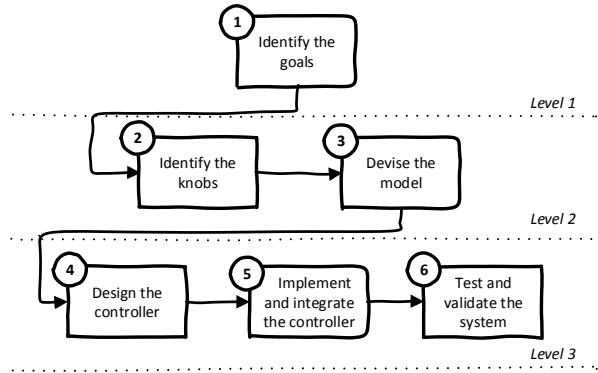 1
Identify the
goals
Level 1
2
Identify the
knobs
3
Devise the
model
Level 2
4
Design the
controller
5
Implement
and integrate
the controller
6
Test and
validate the
system
Level 3